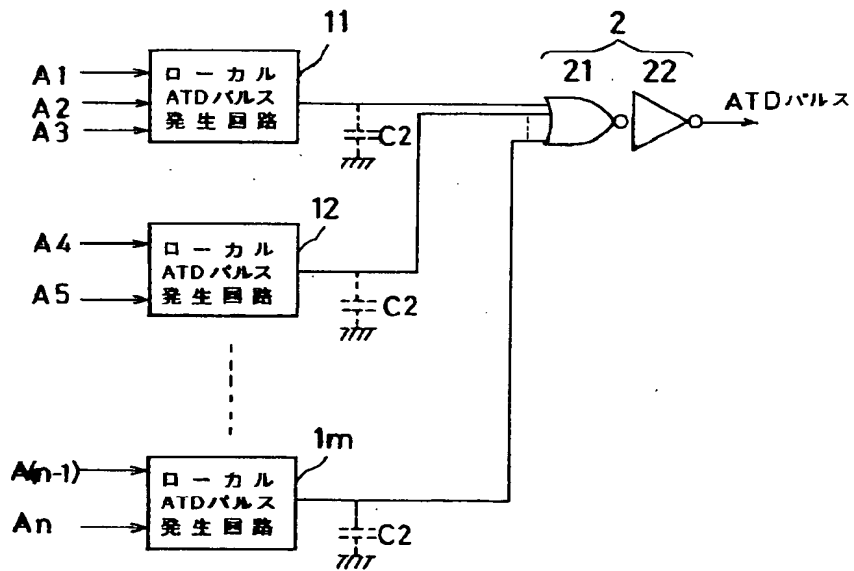 11
A1
A2
A3
ローカル
ATDパルス
発生回路
C2
2
21 22
ATDパルス
12
A4
A5
ローカル
ATDパルス
発生回路
C2
1m
A(n-1)
An
ローカル
ATDパルス
発生回路
C2